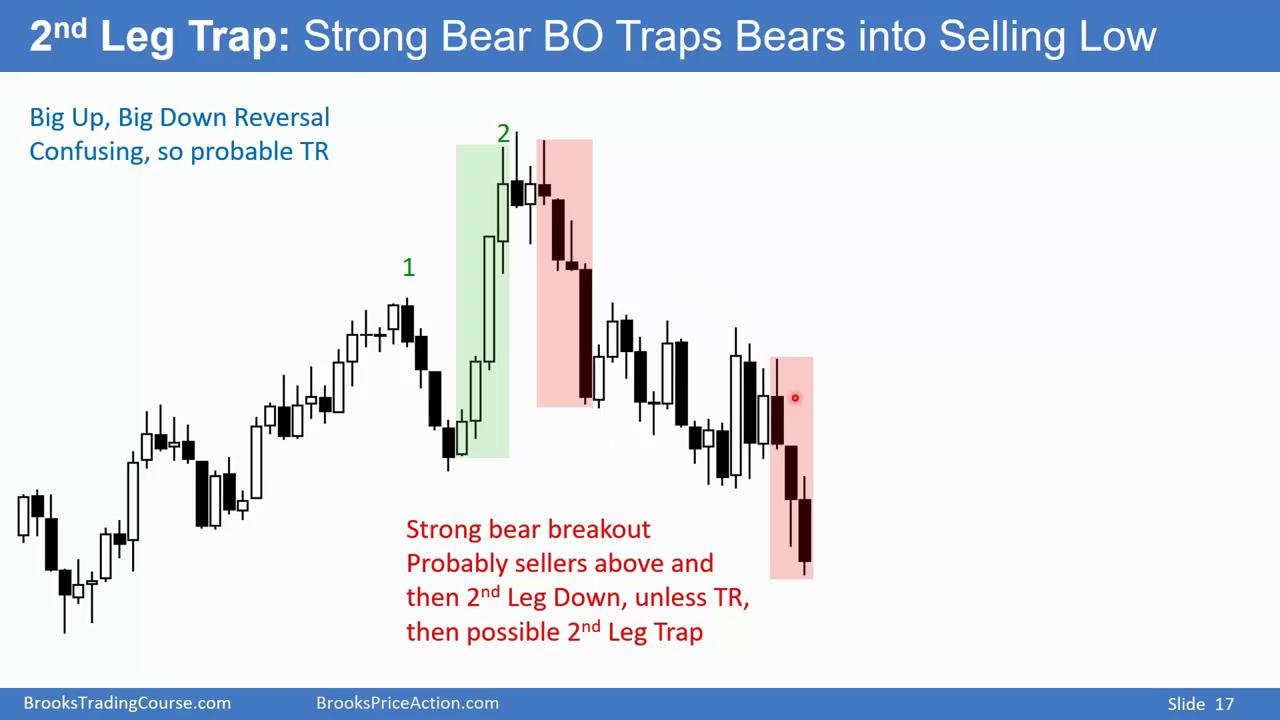 2nd Leg Trap: Strong Bear BO Traps Bears into Selling Low
Big Up, Big Down Reversal
Confusing, so probable TR
2
1
Strong bear breakout
Probably sellers above and
then 2nd Leg Down, unless TR,
then possible 2nd Leg Trap
BrooksTradingCourse.com
BrooksPriceAction.com
Slide 17